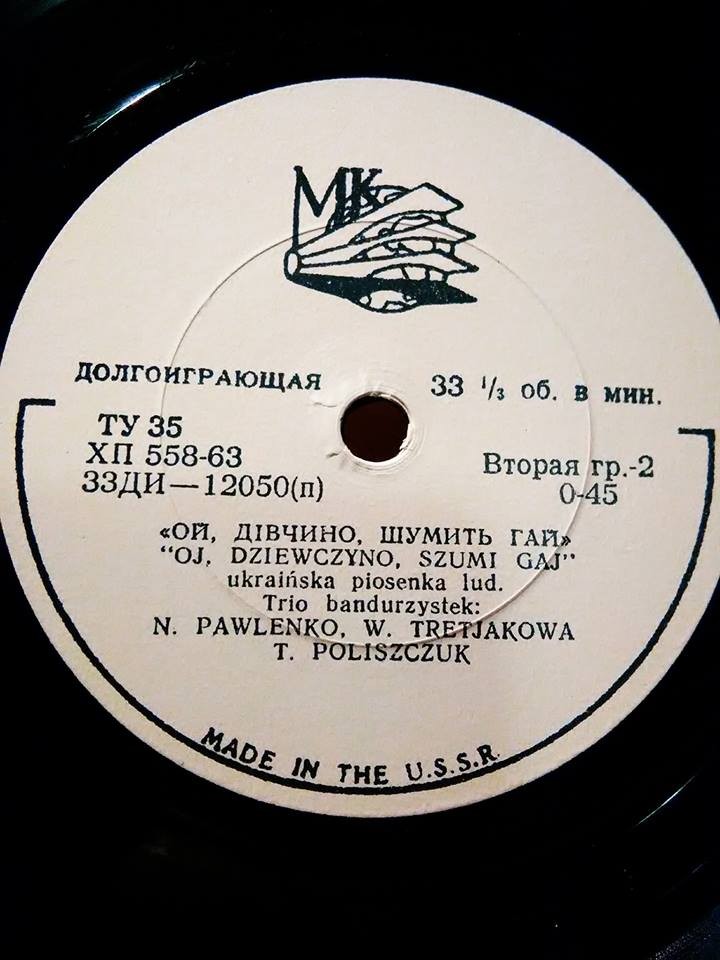 МК
ДОЛГОИГРАЮЩАЯ 33 ¹/₃ об. в мин.
ТУ 35
ХП 558-63
33ДИ—12050(п)
Вторая гр.-2
0-45
«ОЙ, ДІВЧИНО, ШУМИТЬ ГАЙ»
“OJ, DZIEWCZYNO, SZUMI GAJ”
ukraińska piosenka lud.
Trio bandurzystek:
N. PAWLENKO, W. TRETJAKOWA
T. POLISZCZUK
MADE IN THE U.S.S.R.